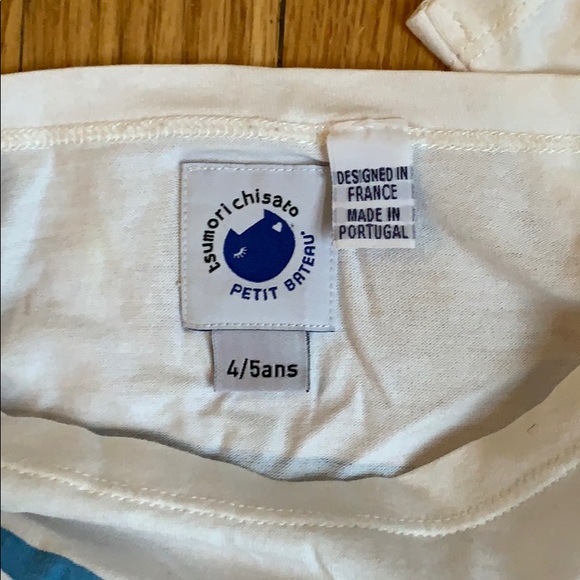 tsumori chisato
PETIT BATEAU
4/5ans
DESIGNED IN
FRANCE
MADE IN
PORTUGAL